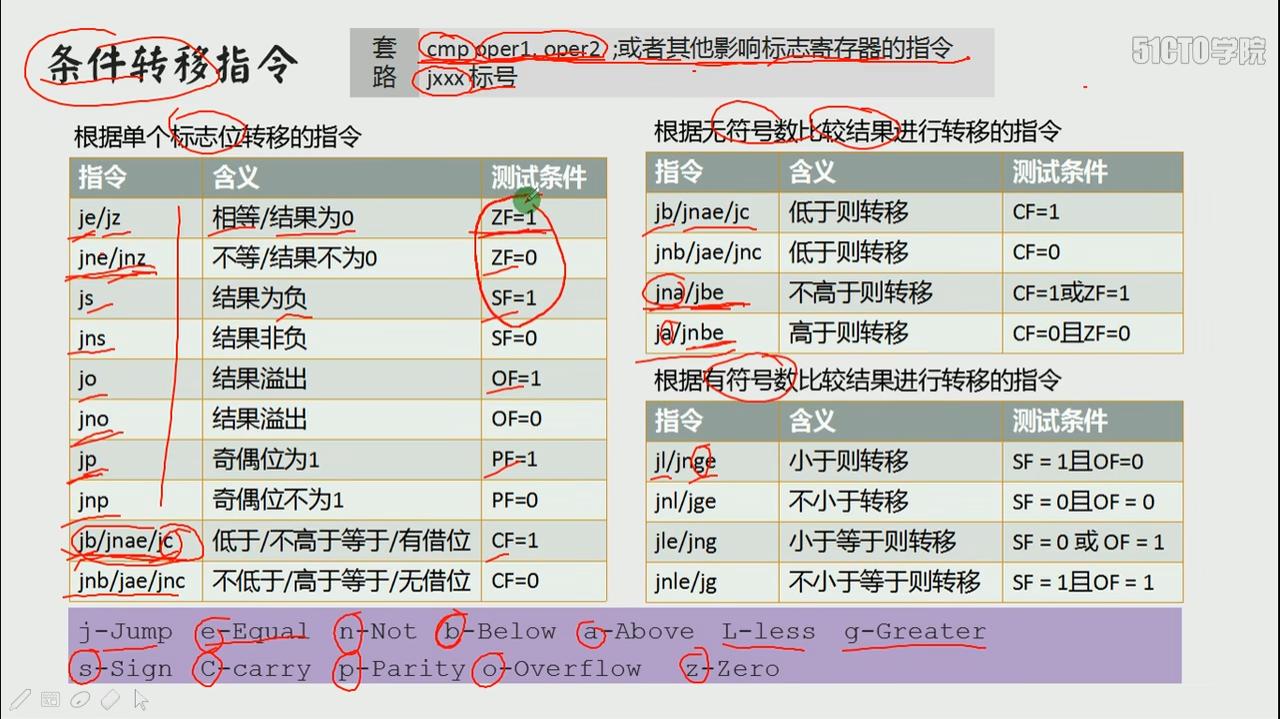 条件转移指令
套路
cmp oper1, oper2 ;或者其他影响标志寄存器的指令
jxxx 标号
51CTO学院
根据单个标志位转移的指令
指令 含义 测试条件
je/jz 相等/结果为0 ZF=1
jne/jnz 不等/结果不为0 ZF=0
js 结果为负 SF=1
jns 结果非负 SF=0
jo 结果溢出 OF=1
jno 结果溢出 OF=0
jp 奇偶位为1 PF=1
jnp 奇偶位不为1 PF=0
jb/jnae/jc 低于/不高于等于/有借位 CF=1
jnb/jae/jnc 不低于/高于等于/无借位 CF=0
根据无符号数比较结果进行转移的指令
指令 含义 测试条件
jb/jnae/jc 低于则转移 CF=1
jnb/jae/jnc 低于则转移 CF=0
jna/jbe 不高于则转移 CF=1或ZF=1
ja/jnbe 高于则转移 CF=0且ZF=0
根据有符号数比较结果进行转移的指令
指令 含义 测试条件
jl/jnge 小于则转移 SF = 1且OF=0
jnl/jge 不小于转移 SF = 0且OF = 0
jle/jng 小于等于则转移 SF = 0 或 OF = 1
jnle/jg 不小于等于则转移 SF = 1且OF = 1
j-Jump e-Equal n-Not b-Below a-Above L-less g-Greater
s-Sign C-carry p-Parity o-Overflow z-Zero